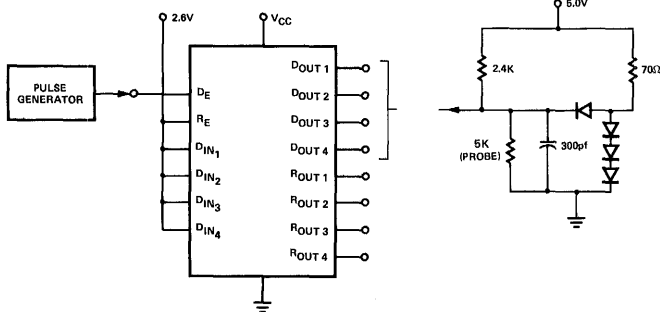 2.6V
VCC
5.0V
PULSE
GENERATOR
DE
RE
DIN1
DIN2
DIN3
DIN4
DOUT 1
DOUT 2
DOUT 3
DOUT 4
ROUT 1
ROUT 2
ROUT 3
ROUT 4
2.4K
70Ω
5K
(PROBE)
300pf